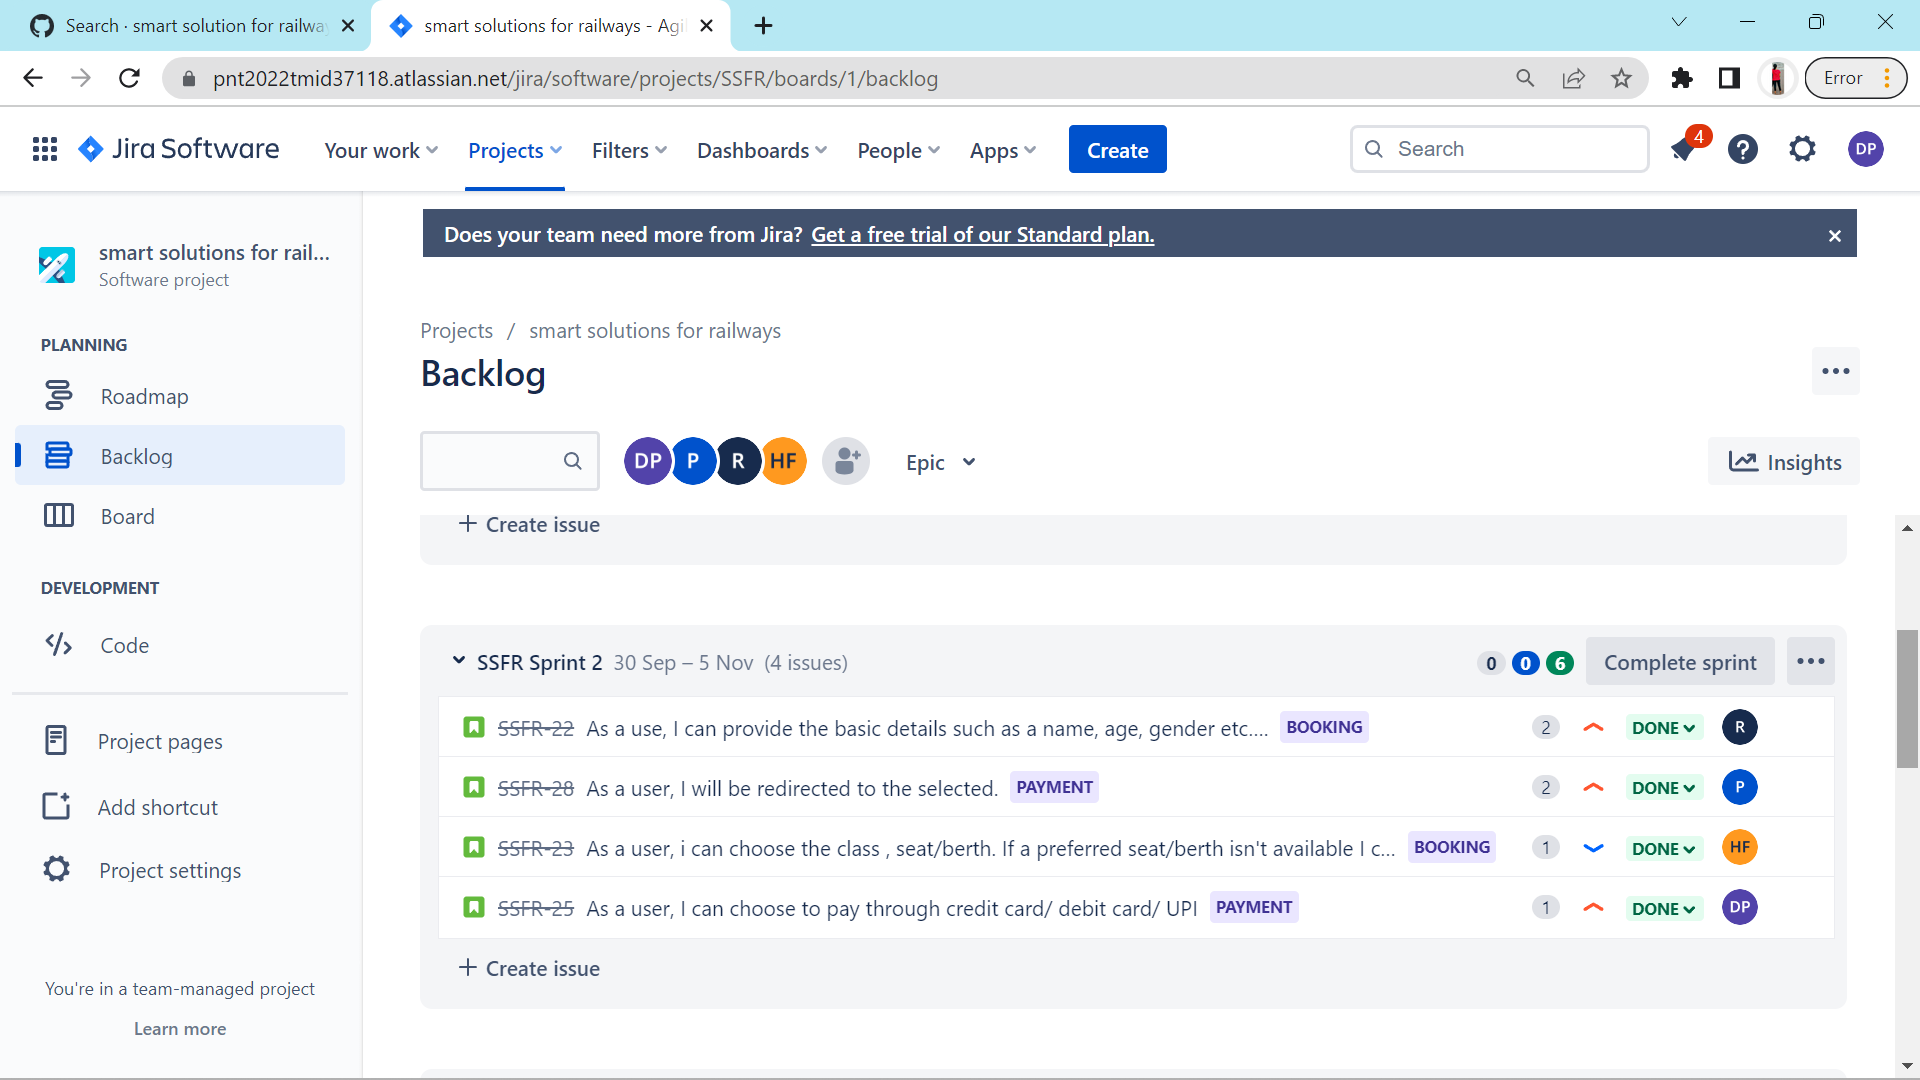 Search · smart solution for railwa
smart solutions for railways - Agi
pnt2022tmid37118.atlassian.net/jira/software/projects/SSFR/boards/1/backlog
Error
Jira Software
Your work
Projects
Filters
Dashboards
People
Apps
Create
Search
4
DP
smart solutions for rail...
Software project
Does your team need more from Jira? Get a free trial of our Standard plan.
Projects / smart solutions for railways
Backlog
PLANNING
Roadmap
Backlog
Board
DEVELOPMENT
Code
Project pages
Add shortcut
Project settings
You're in a team-managed project
Learn more
DP P R HF
Epic
Insights
+ Create issue
SSFR Sprint 2 30 Sep – 5 Nov (4 issues)
0 0 6
Complete sprint
SSFR-22 As a use, I can provide the basic details such as a name, age, gender etc.... BOOKING 2 DONE R
SSFR-28 As a user, I will be redirected to the selected. PAYMENT 2 DONE P
SSFR-23 As a user, i can choose the class , seat/berth. If a preferred seat/berth isn't available I c... BOOKING 1 DONE HF
SSFR-25 As a user, I can choose to pay through credit card/ debit card/ UPI PAYMENT 1 DONE DP
+ Create issue